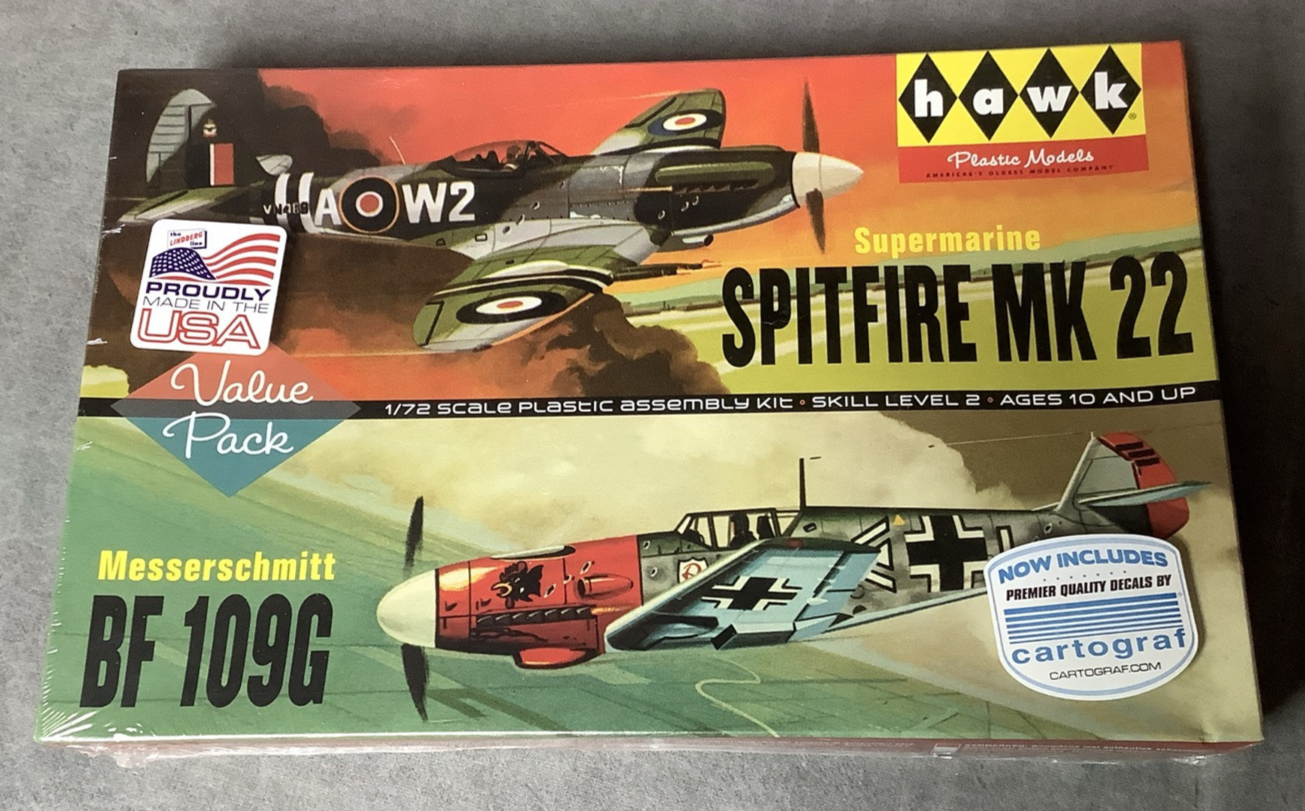 hawk®
Plastic Models
AMERICA'S OLDEST MODEL COMPANY
A W2
Supermarine
SPITFIRE MK 22
the
LINDBERG
line
PROUDLY
MADE IN THE
USA
Value
Pack
1/72 SCALE PLASTIC ASSEMBLY KIT • SKILL LEVEL 2 • AGES 10 AND UP
Messerschmitt
BF 109G
NOW INCLUDES
PREMIER QUALITY DECALS BY
cartograf
CARTOGRAF.COM